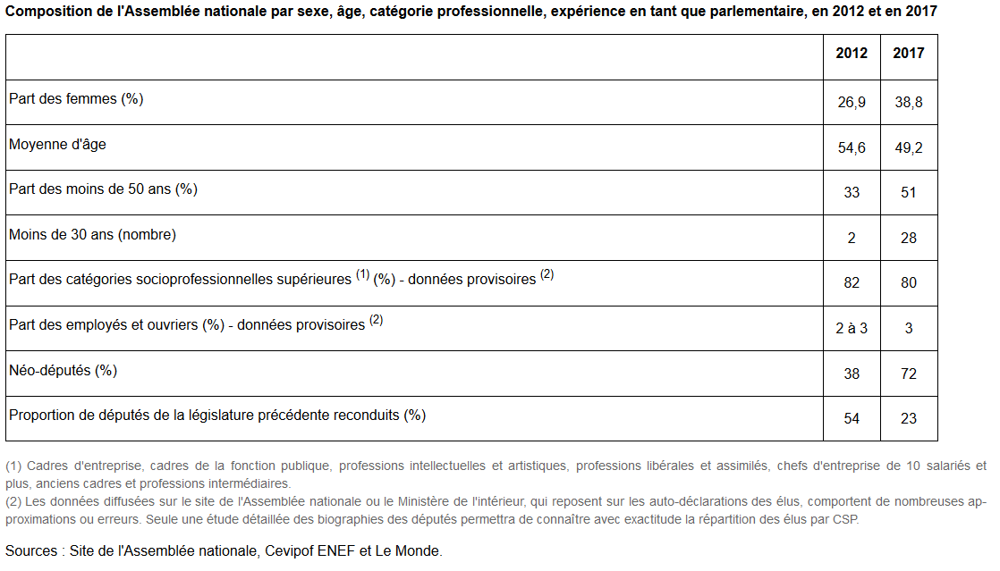 Composition de l'Assemblée nationale par sexe, âge, catégorie professionnelle, expérience en tant que parlementaire, en 2012 et en 2017
2012 2017
Part des femmes (%) 26,9 38,8
Moyenne d'âge 54,6 49,2
Part des moins de 50 ans (%) 33 51
Moins de 30 ans (nombre) 2 28
Part des catégories socioprofessionnelles supérieures (1) (%) - données provisoires (2) 82 80
Part des employés et ouvriers (%) - données provisoires (2) 2 à 3 3
Néo-députés (%) 38 72
Proportion de députés de la législature précédente reconduits (%) 54 23
(1) Cadres d'entreprise, cadres de la fonction publique, professions intellectuelles et artistiques, professions libérales et assimilés, chefs d'entreprise de 10 salariés et
plus, anciens cadres et professions intermédiaires.
(2) Les données diffusées sur le site de l'Assemblée nationale ou le Ministère de l'intérieur, qui reposent sur les auto-déclarations des élus, comportent de nombreuses ap-
proximations ou erreurs. Seule une étude détaillée des biographies des députés permettra de connaître avec exactitude la répartition des élus par CSP.
Sources : Site de l'Assemblée nationale, Cevipof ENEF et Le Monde.